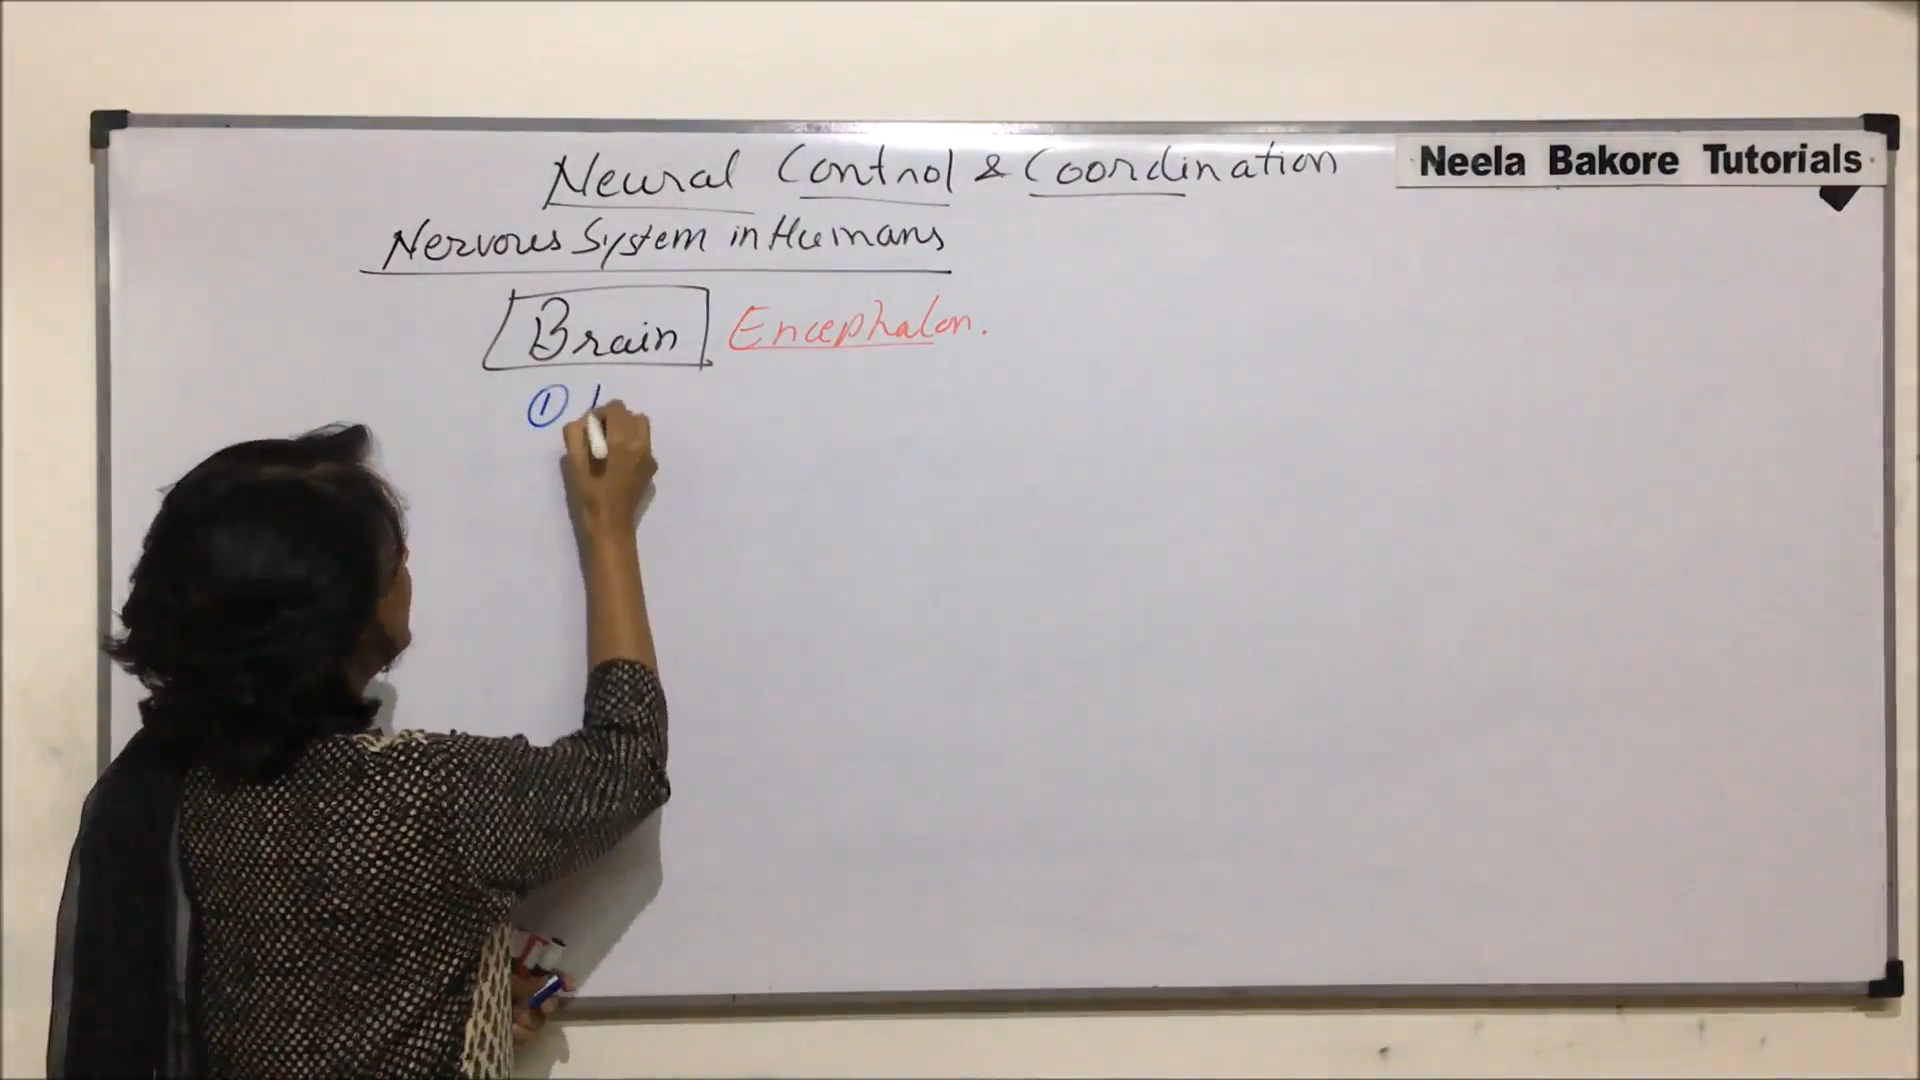 Neural Control & Coordination
Neela Bakore Tutorials
Nervous System in Humans
Brain Encephalon.
①